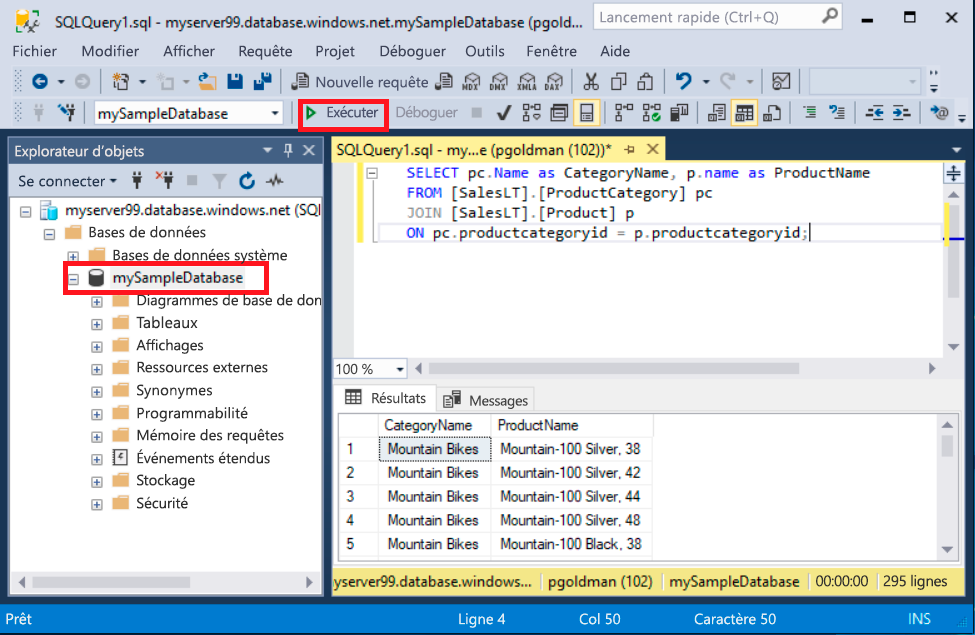 SQLQuery1.sql - myserver99.database.windows.net.mySampleDatabase (pgold...
Lancement rapide (Ctrl+Q)
Fichier Modifier Afficher Requête Projet Déboguer Outils Fenêtre Aide
Nouvelle requête MDX DMX XMLA DAX
mySampleDatabase Exécuter Déboguer
Explorateur d'objets
Se connecter
myserver99.database.windows.net (SQl
Bases de données
Bases de données système
mySampleDatabase
Diagrammes de base de don
Tableaux
Affichages
Ressources externes
Synonymes
Programmabilité
Mémoire des requêtes
Événements étendus
Stockage
Sécurité
SQLQuery1.sql - my...e (pgoldman (102))*
SELECT pc.Name as CategoryName, p.name as ProductName
FROM [SalesLT].[ProductCategory] pc
JOIN [SalesLT].[Product] p
ON pc.productcategoryid = p.productcategoryid;
100 %
Résultats Messages
CategoryName ProductName
1 Mountain Bikes Mountain-100 Silver, 38
2 Mountain Bikes Mountain-100 Silver, 42
3 Mountain Bikes Mountain-100 Silver, 44
4 Mountain Bikes Mountain-100 Silver, 48
5 Mountain Bikes Mountain-100 Black, 38
yserver99.database.windows... pgoldman (102) mySampleDatabase 00:00:00 295 lignes
Prêt Ligne 4 Col 50 Caractère 50 INS